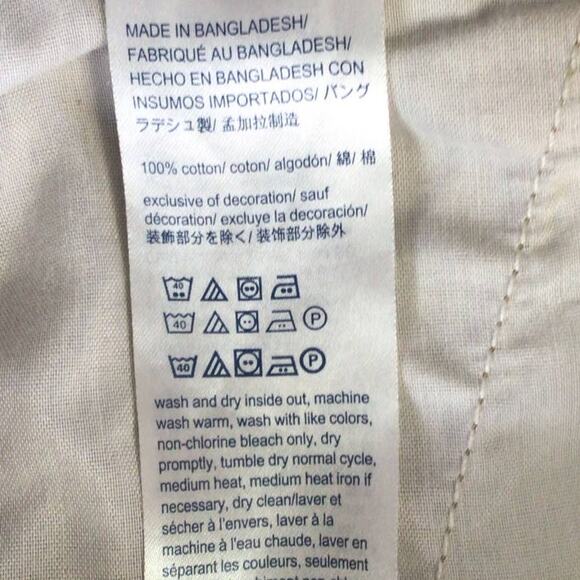 MADE IN BANGLADESH/
FABRIQUÉ AU BANGLADESH/
HECHO EN BANGLADESH CON
INSUMOS IMPORTADOS/ バング
ラデシュ製/ 孟加拉制造
100% cotton/ coton/ algodón/ 綿/ 棉
exclusive of decoration/ sauf
décoration/ excluye la decoración/
装飾部分を除く/ 装饰部分除外
40
40 P
40 P
wash and dry inside out, machine
wash warm, wash with like colors,
non-chlorine bleach only, dry
promptly, tumble dry normal cycle,
medium heat, medium heat iron if
necessary, dry clean/laver et
sécher à l'envers, laver à la
machine à l'eau chaude, laver en
séparant les couleurs, seulement